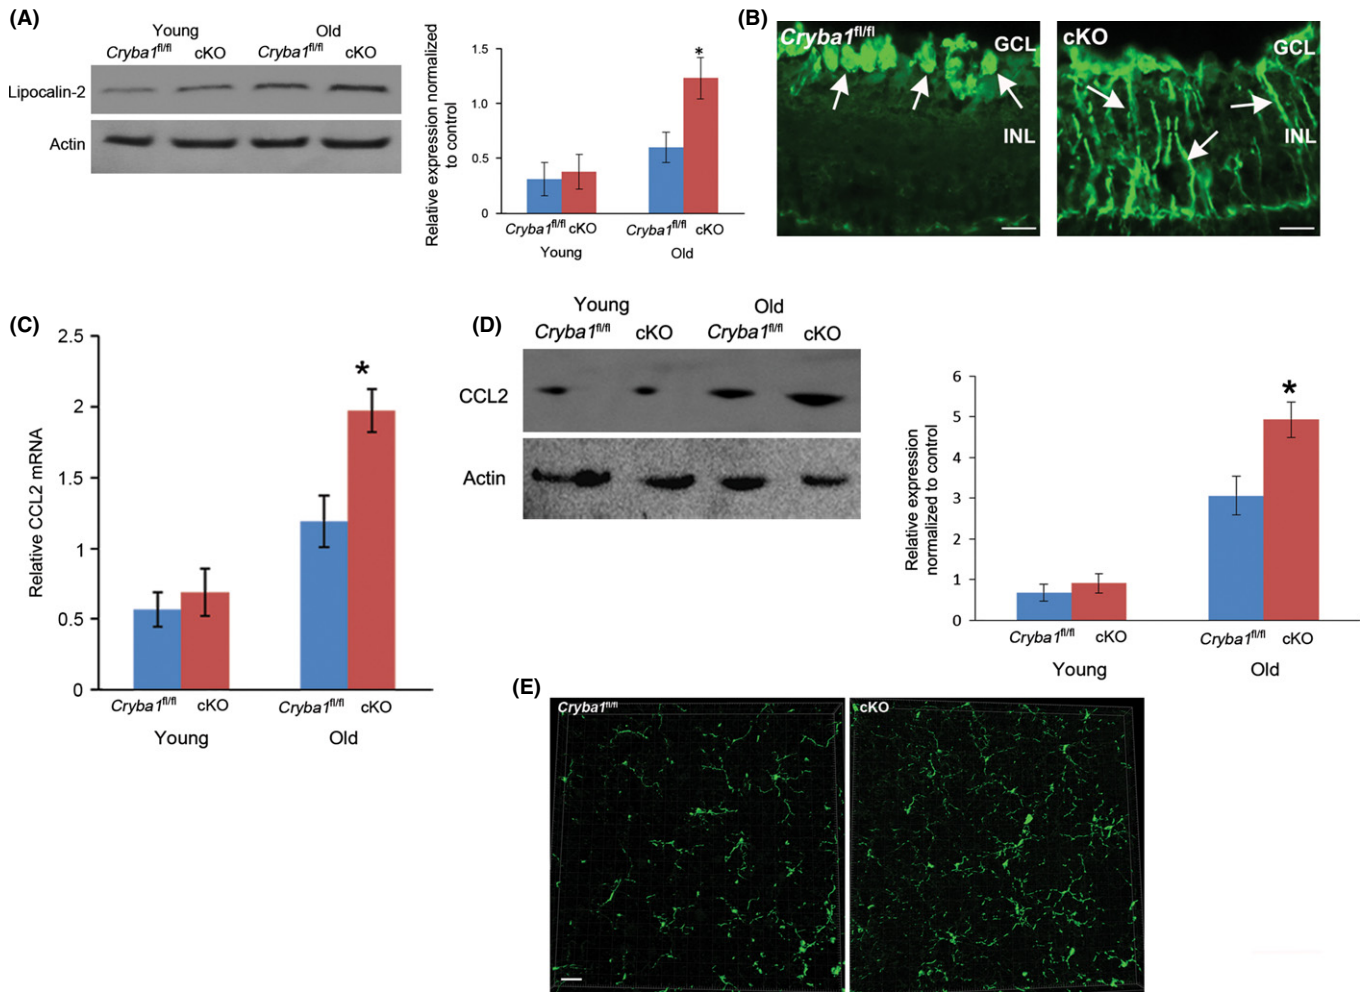 (A)
Young Old
Cryba1fl/fl cKO Cryba1fl/fl cKO
Lipocalin-2
Actin
Relative expression normalized
to control
1.5
1.0
0.5
0
*
Cryba1fl/fl cKO Cryba1fl/fl cKO
Young Old
(B)
Cryba1fl/fl
GCL
INL
cKO
GCL
INL
(C)
Relative CCL2 mRNA
2.5
2
1.5
1
0.5
0
*
Cryba1fl/fl cKO Cryba1fl/fl cKO
Young Old
(D)
Young Old
Cryba1fl/fl cKO Cryba1fl/fl cKO
CCL2
Actin
Relative expression
normalized to control
6
5
4
3
2
1
0
*
Cryba1fl/fl cKO Cryba1fl/fl cKO
Young Old
(E)
Cryba1fl/fl
cKO